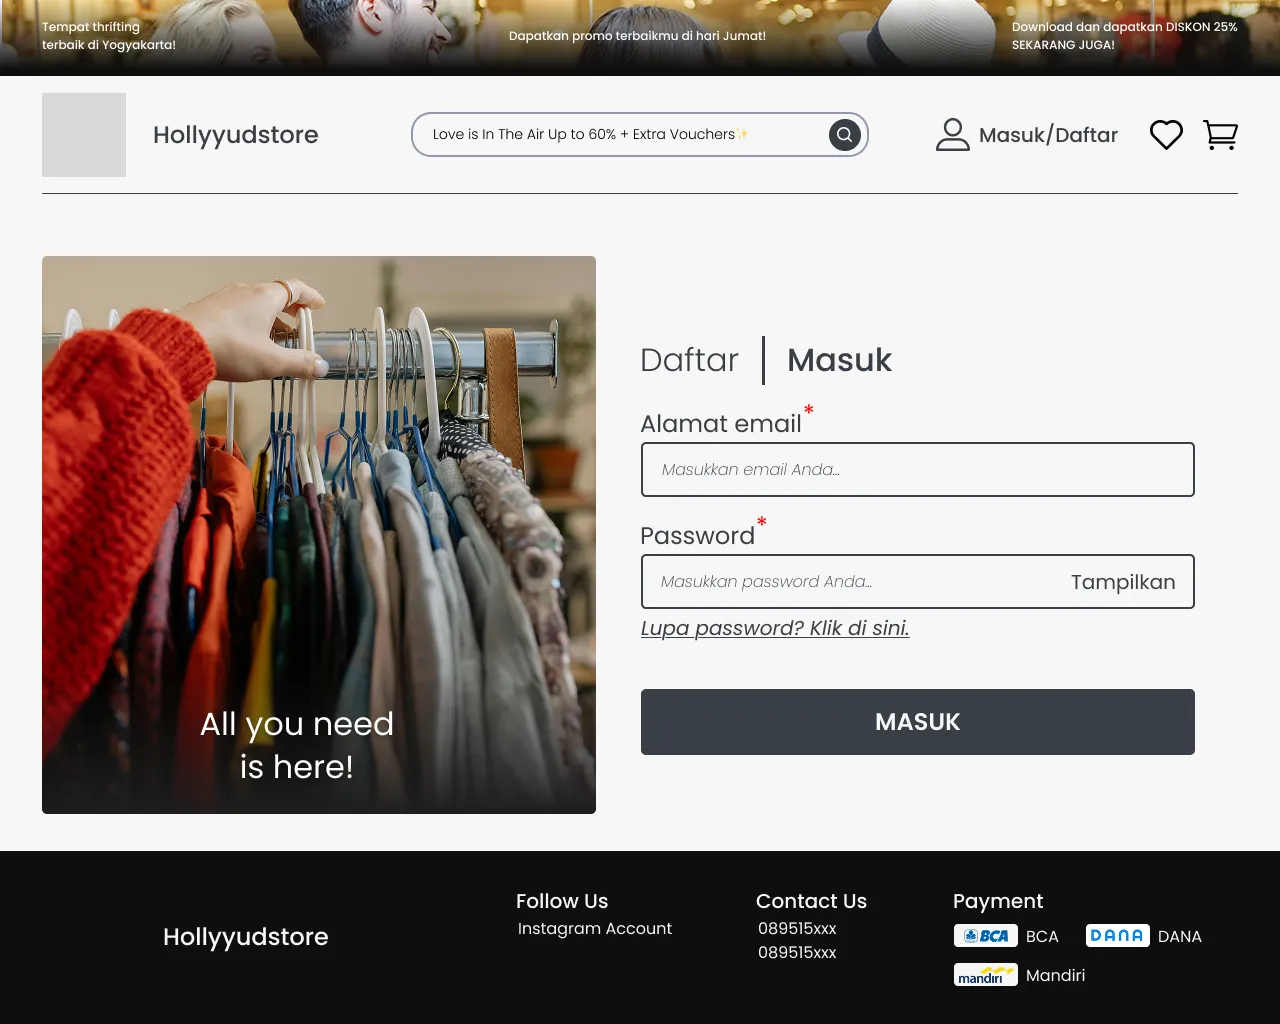 Tempat thrifting
terbaik di Yogyakarta!
Dapatkan promo terbaikmu di hari Jumat!
Download dan dapatkan DISKON 25%
SEKARANG JUGA!
Hollyyudstore
Love is In The Air Up to 60% + Extra Vouchers✨
Masuk/Daftar
Daftar | Masuk
Alamat email*
Masukkan email Anda...
Password*
Masukkan password Anda...
Tampilkan
Lupa password? Klik di sini.
MASUK
All you need
is here!
Hollyyudstore
Follow Us
Instagram Account
Contact Us
089515xxx
089515xxx
Payment
BCA BCA
DANA DANA
mandiri Mandiri